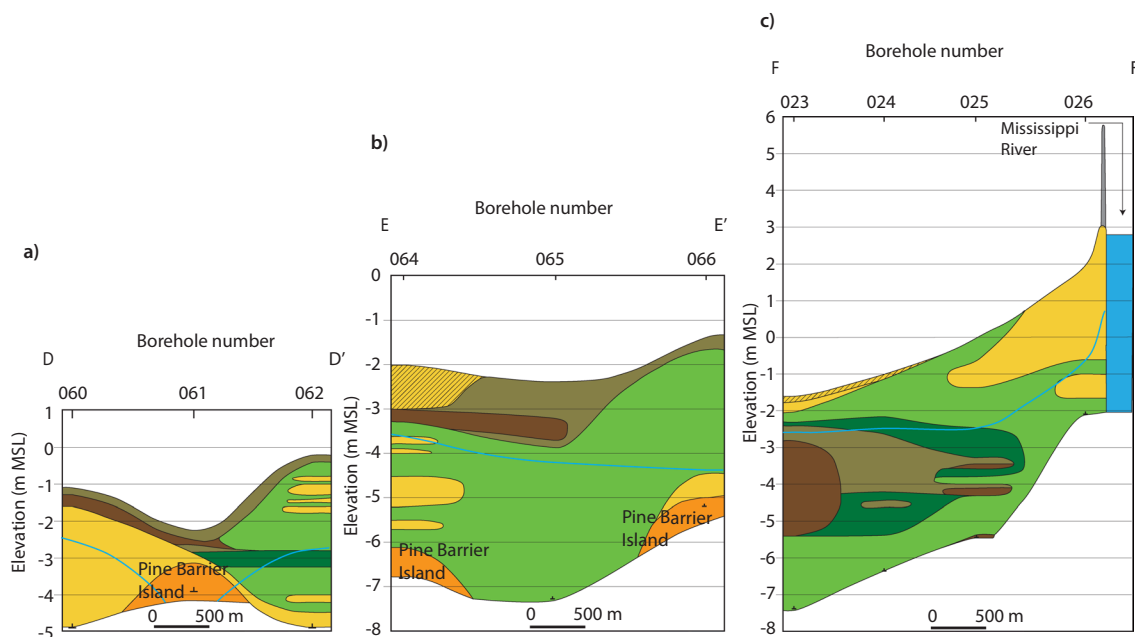 a)
Borehole number
D
D'
060
061
062
Elevation (m MSL)
1
0
-1
-2
-3
-4
-5
Pine Barrier
Island
0
500 m
b)
Borehole number
E
E'
064
065
066
Elevation (m MSL)
0
-1
-2
-3
-4
-5
-6
-7
-8
Pine Barrier
Island
Pine Barrier
Island
0
500 m
c)
Borehole number
F
023
024
025
026
Elevation (m MSL)
6
5
4
3
2
1
0
-1
-2
-3
-4
-5
-6
-7
-8
Mississippi
River
0
500 m